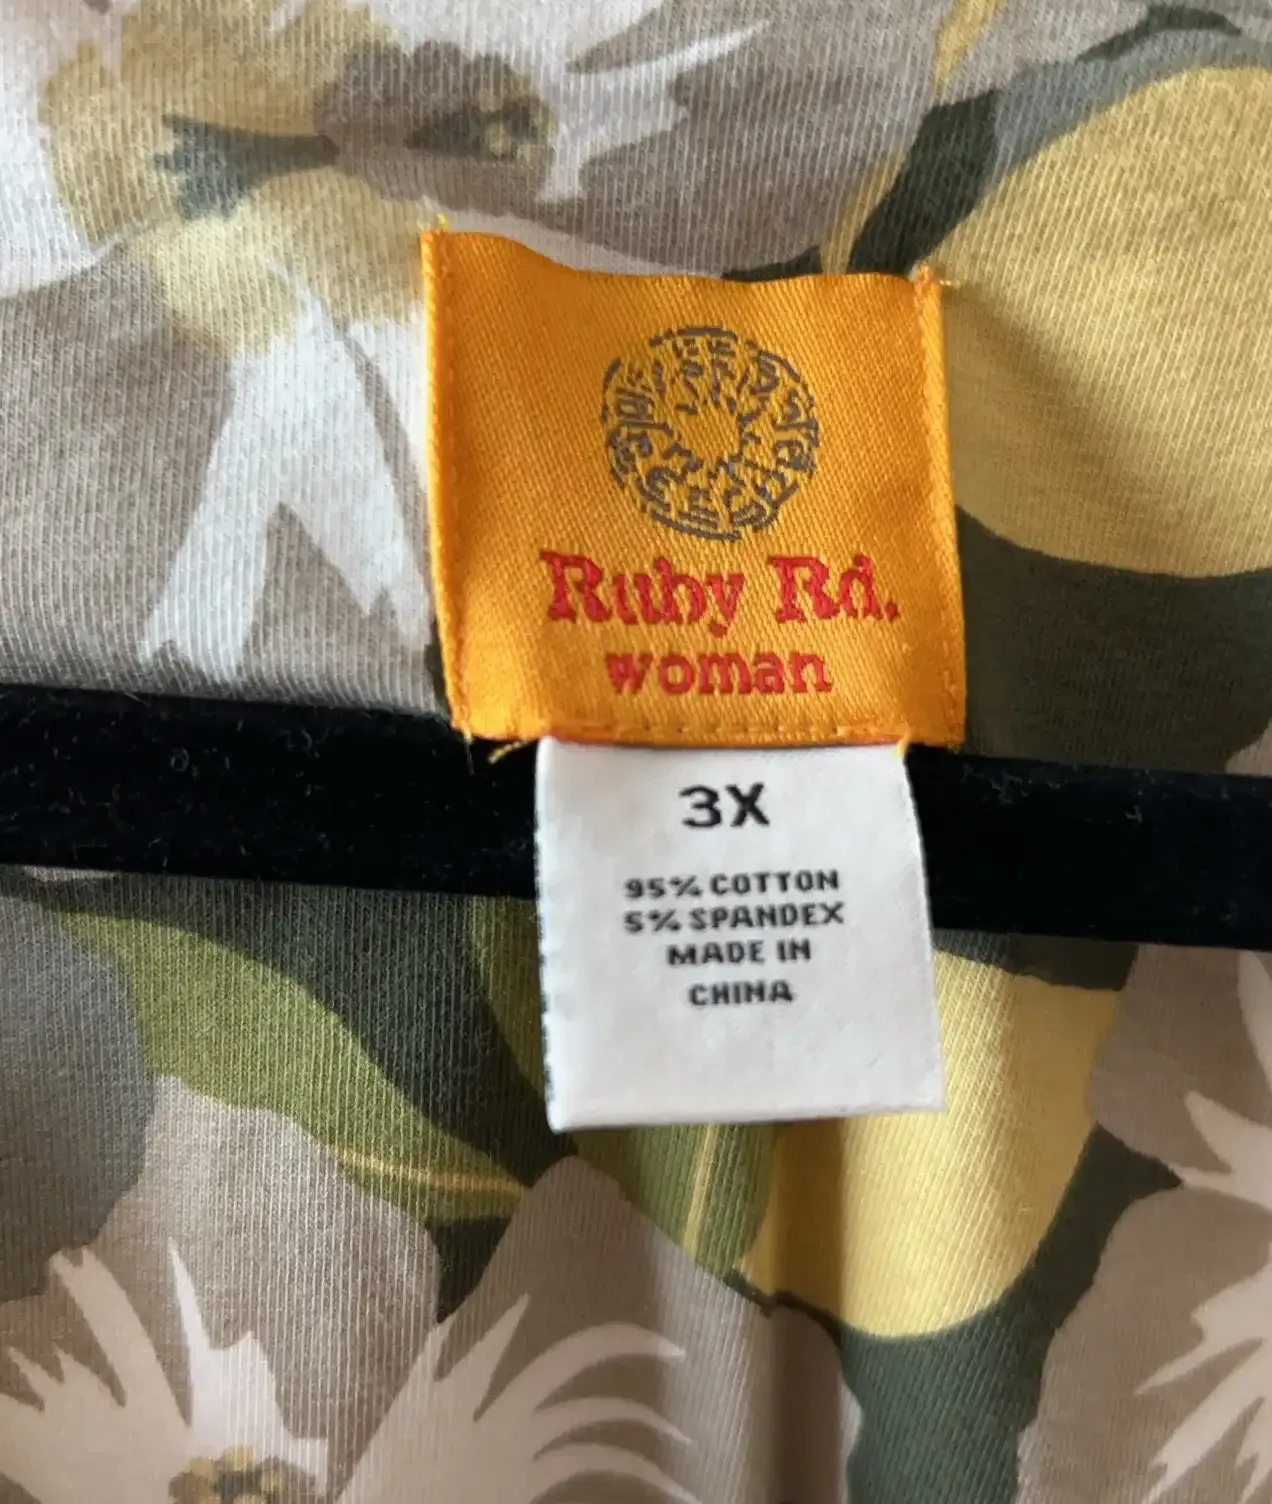 Ruby Rd.
woman
3X
95% COTTON
5% SPANDEX
MADE IN
CHINA